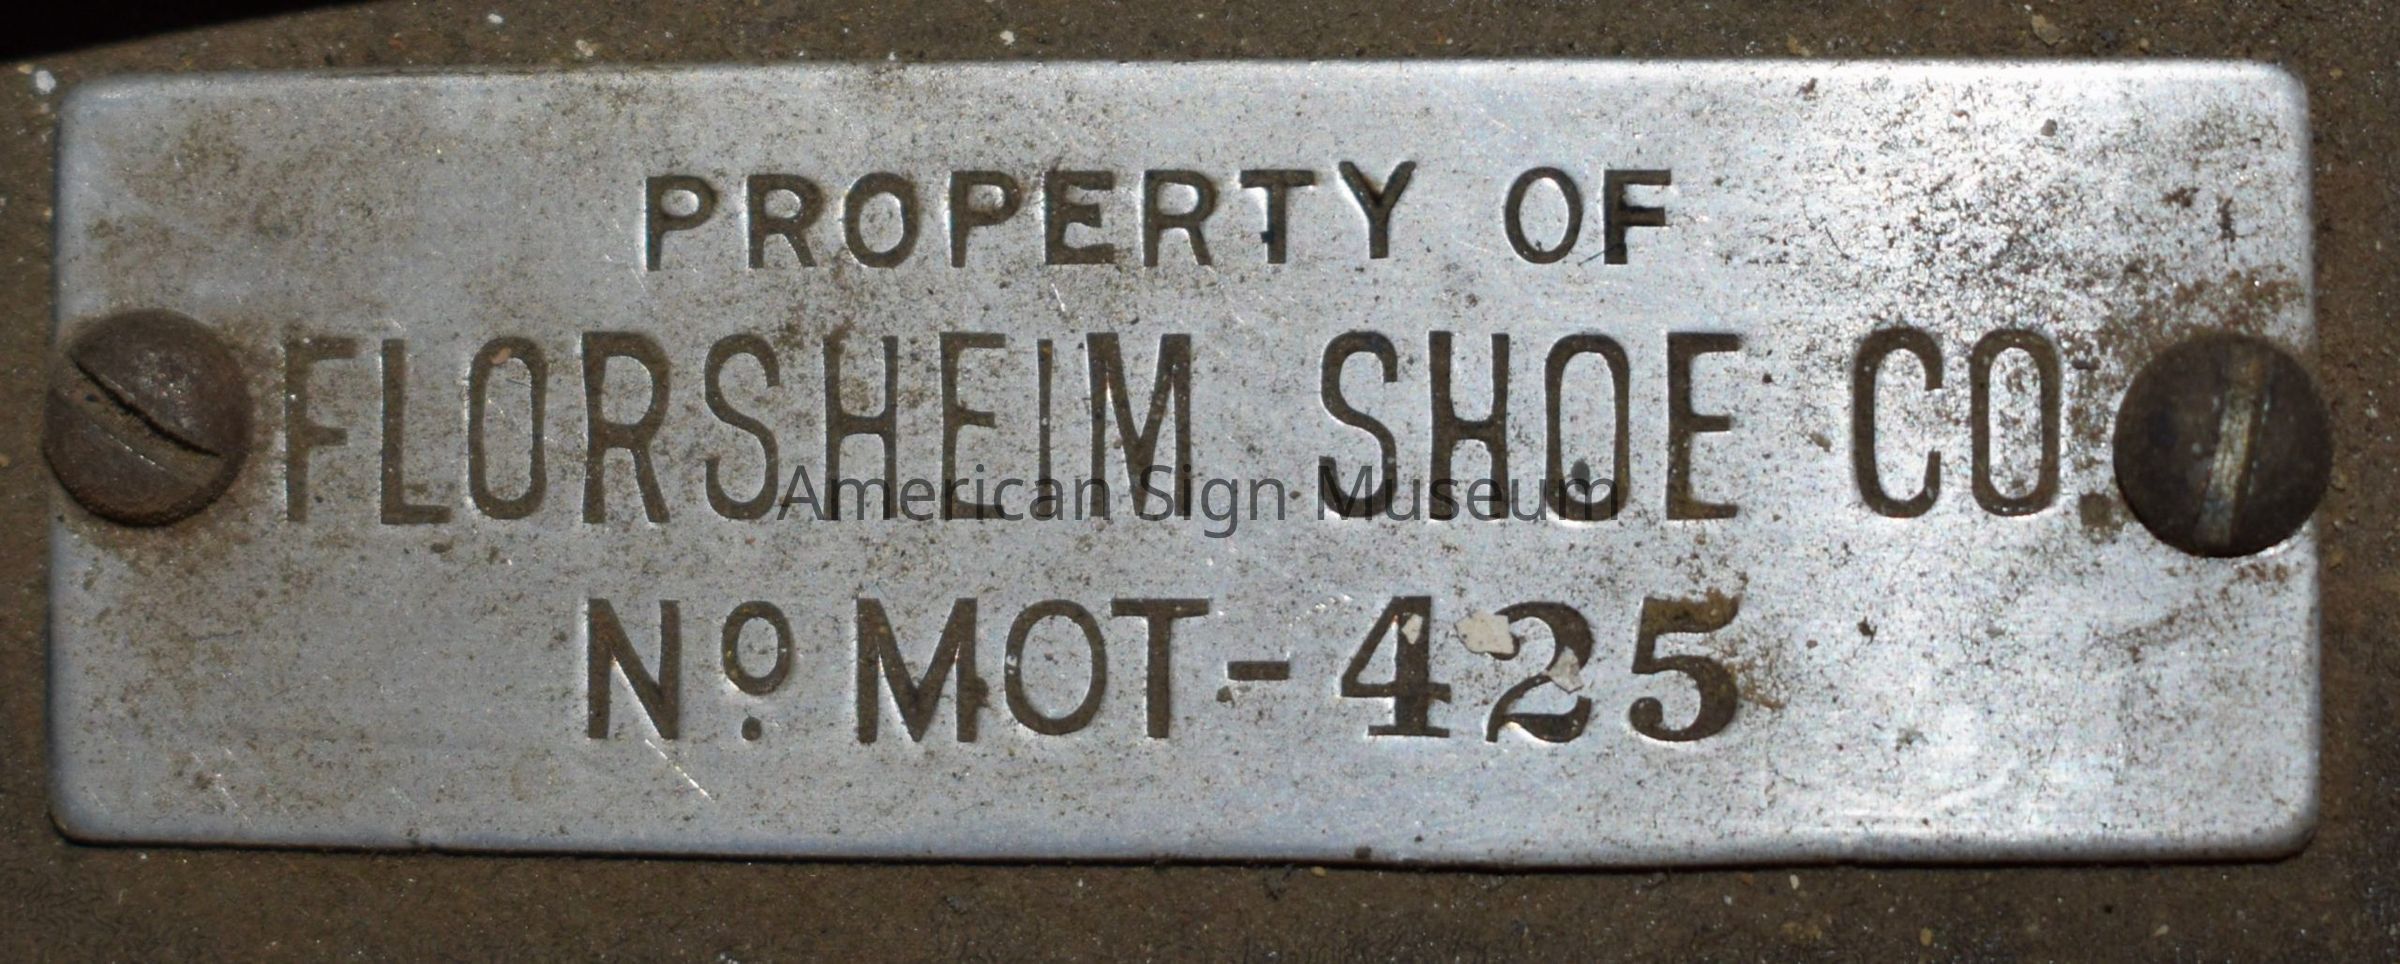 PROPERTY OF
FLORSHEIM SHOE CO.
American Sign Museum
Nº. MOT-425